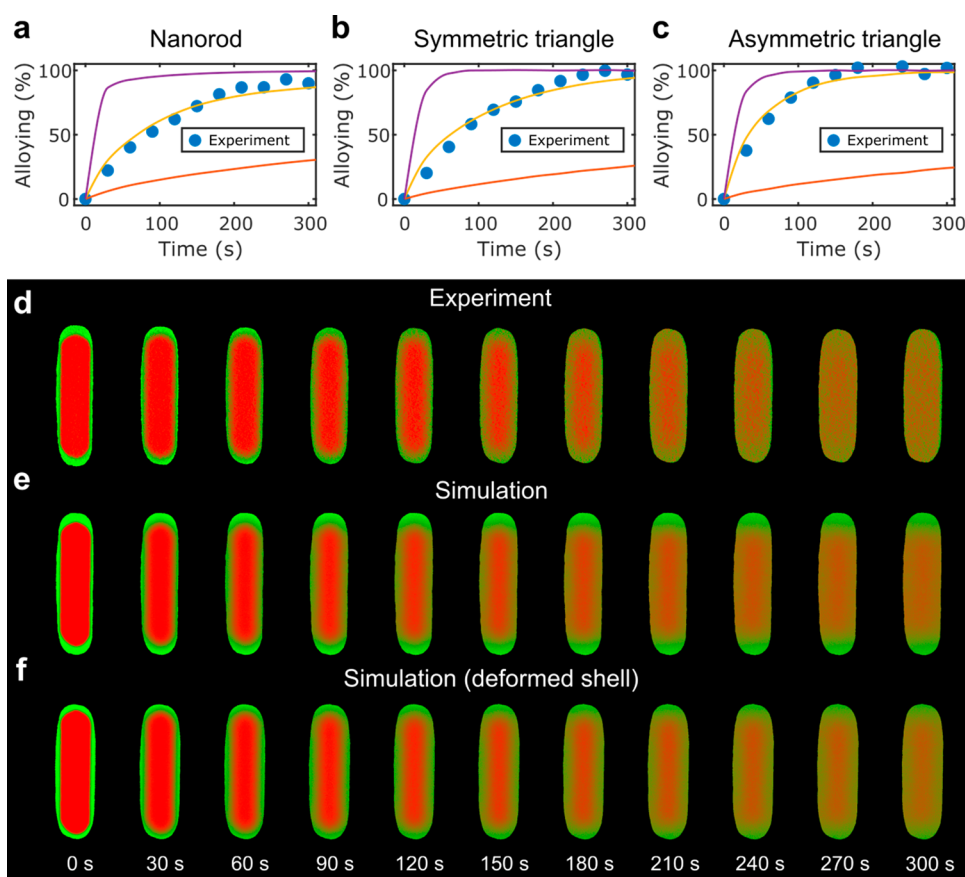 a
Nanorod
b
Symmetric triangle
c
Asymmetric triangle
Alloying (%)
100
50
0
Experiment
0
100
200
300
Time (s)
Alloying (%)
100
50
0
Experiment
0
100
200
300
Time (s)
Alloying (%)
100
50
0
Experiment
0
100
200
300
Time (s)
d
Experiment
e
Simulation
f
Simulation (deformed shell)
0 s 30 s 60 s 90 s 120 s 150 s 180 s 210 s 240 s 270 s 300 s